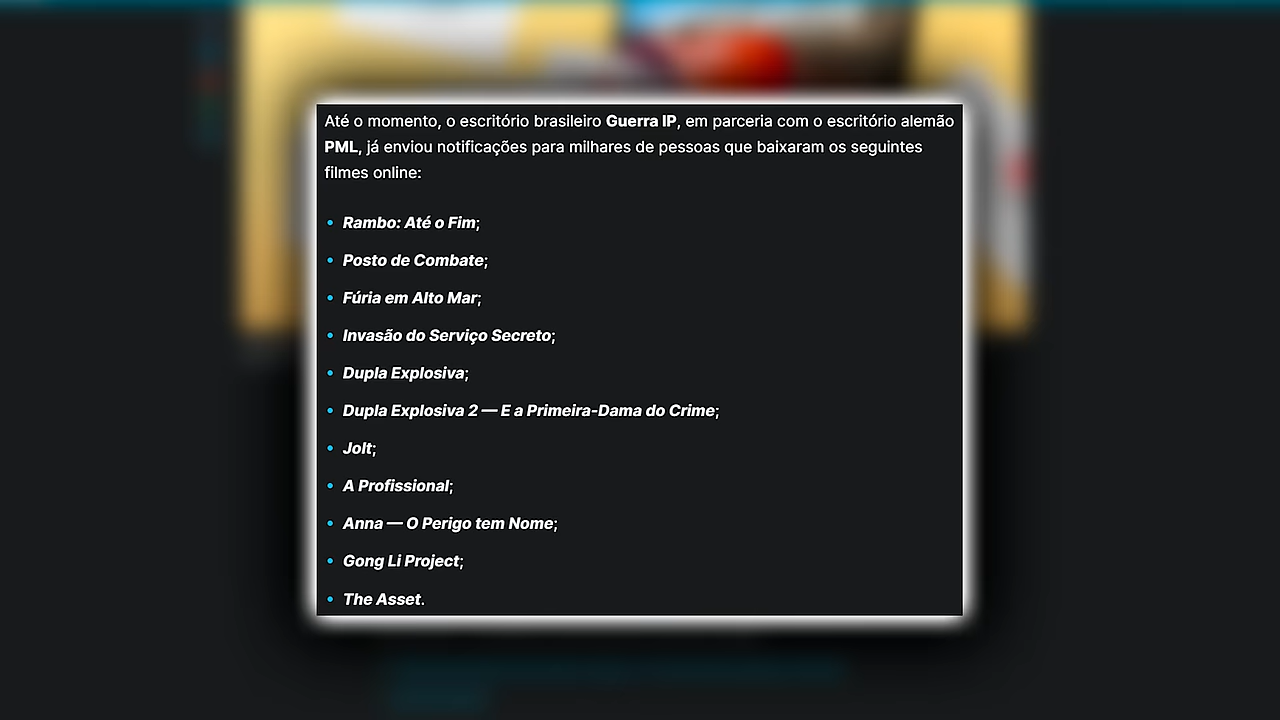 Até o momento, o escritório brasileiro Guerra IP, em parceria com o escritório alemão
PML, já enviou notificações para milhares de pessoas que baixaram os seguintes
filmes online:
• Rambo: Até o Fim;
• Posto de Combate;
• Fúria em Alto Mar;
• Invasão do Serviço Secreto;
• Dupla Explosiva;
• Dupla Explosiva 2 — E a Primeira-Dama do Crime;
• Jolt;
• A Profissional;
• Anna — O Perigo tem Nome;
• Gong Li Project;
• The Asset.